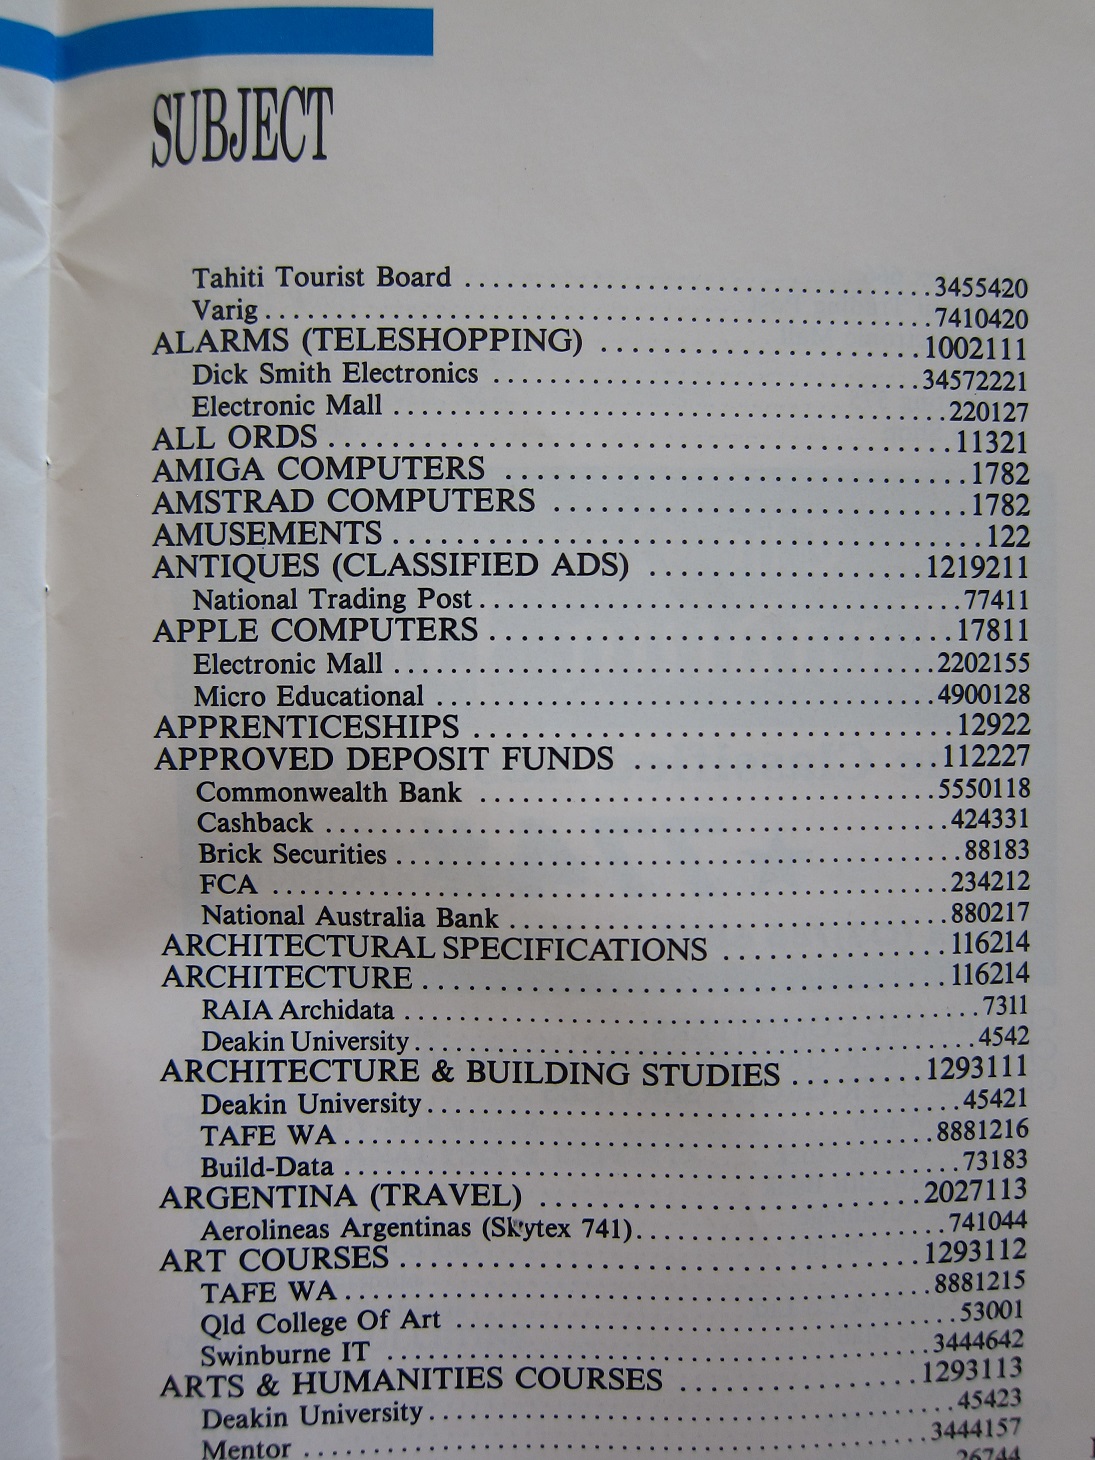 SUBJECT
Tahiti Tourist Board ........................................ 3455420
Varig ........................................ 7410420
ALARMS (TELESHOPPING) ........................................ 1002111
Dick Smith Electronics ........................................ 34572221
Electronic Mall ........................................ 220127
ALL ORDS ........................................ 11321
AMIGA COMPUTERS ........................................ 1782
AMSTRAD COMPUTERS ........................................ 1782
AMUSEMENTS ........................................ 122
ANTIQUES (CLASSIFIED ADS) ........................................ 1219211
National Trading Post ........................................ 77411
APPLE COMPUTERS ........................................ 17811
Electronic Mall ........................................ 2202155
Micro Educational ........................................ 4900128
APPRENTICESHIPS ........................................ 12922
APPROVED DEPOSIT FUNDS ........................................ 112227
Commonwealth Bank ........................................ 5550118
Cashback ........................................ 424331
Brick Securities ........................................ 88183
FCA ........................................ 234212
National Australia Bank ........................................ 880217
ARCHITECTURAL SPECIFICATIONS ........................................ 116214
ARCHITECTURE ........................................ 116214
RAIA Archidata ........................................ 7311
Deakin University ........................................ 4542
ARCHITECTURE & BUILDING STUDIES ........................................ 1293111
Deakin University ........................................ 45421
TAFE WA ........................................ 8881216
Build-Data ........................................ 73183
ARGENTINA (TRAVEL) ........................................ 2027113
Aerolineas Argentinas (Skytex 741) ........................................ 741044
ART COURSES ........................................ 1293112
TAFE WA ........................................ 8881215
Qld College Of Art ........................................ 53001
Swinburne IT ........................................ 3444642
ARTS & HUMANITIES COURSES ........................................ 1293113
Deakin University ........................................ 45423
Mentor ........................................ 3444157
26744